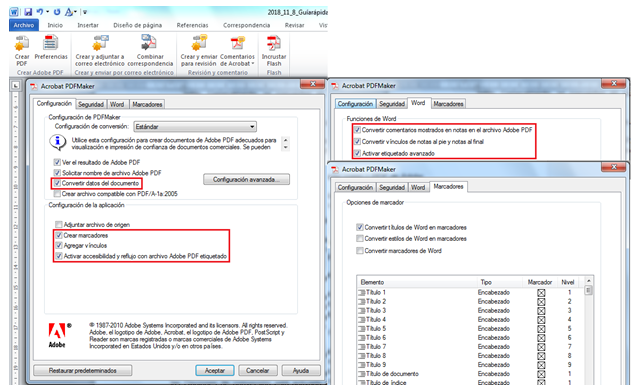 2018_11_8_Guiarápida
Archivo Inicio Insertar Diseño de página Referencias Correspondencia Revisar Vis
Crear PDF
Preferencias
Crear y adjuntar a correo electrónico
Combinar correspondencia
Crear y enviar para revisión
Comentarios de Acrobat
Incrustar Flash
Crear Adobe PDF
Crear y enviar por correo electrónico
Revisión y comentario
Flash
Acrobat PDFMaker
Configuración Seguridad Word Marcadores
Configuración de PDFMaker
Configuración de conversión: Estándar
Utilice esta configuración para crear documentos de Adobe PDF adecuados para
visualización e impresión de confianza de documentos comerciales. Se pueden
Ver el resultado de Adobe PDF
Solicitar nombre de archivo Adobe PDF
Convertir datos del documento
Configuración avanzada...
Crear archivo compatible con PDF/A-1a:2005
Configuración de la aplicación
Adjuntar archivo de origen
Crear marcadores
Agregar vínculos
Activar accesibilidad y reflujo con archivo Adobe PDF etiquetado
Adobe
® 1987-2010 Adobe Systems Incorporated and its licensors. All rights reserved.
Adobe, el logotipo de Adobe, Acrobat, el logotipo de Adobe PDF, PostScript y
Reader son marcas registradas o marcas comerciales de Adobe Systems
Incorporated en Estados Unidos y/o en otros países.
Restaurar predeterminados
Aceptar
Cancelar
Ayuda
Acrobat PDFMaker
Configuración Seguridad Word Marcadores
Funciones de Word
Convertir comentarios mostrados en notas en el archivo Adobe PDF
Convertir vínculos de notas al pie y notas al final
Activar etiquetado avanzado
Acrobat PDFMaker
Configuración Seguridad Word Marcadores
Opciones de marcador
Convertir títulos de Word en marcadores
Convertir estilos de Word en marcadores
Convertir marcadores de Word
Elemento Tipo Marcador Nivel
Título 1 Encabezado 1
Título 2 Encabezado 2
Título 3 Encabezado 3
Título 4 Encabezado 4
Título 5 Encabezado 5
Título 6 Encabezado 6
Título 7 Encabezado 7
Título 8 Encabezado 8
Título 9 Encabezado 9
Título de documento Encabezado 1
Título de índice Encabezado 1